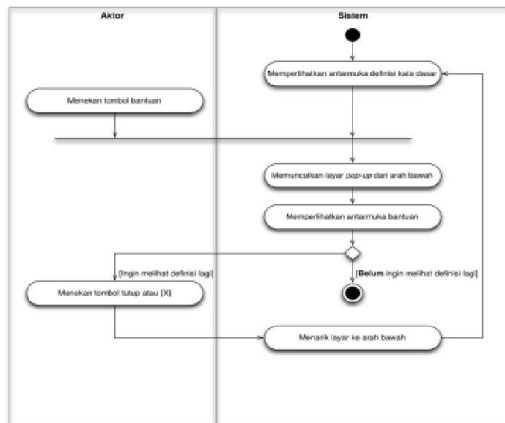 Aktor
Sistem
Memperlihatkan antarmuka definisi kata dasar
Menekan tombol bantuan
Memunculkan layar pop-up dari arah bawah
Memperlihatkan antarmuka bantuan
[Ingin melihat definisi lagi]
[Belum ingin melihat definisi lagi]
Menekan tombol tutup atau [X]
Menarik layar ke arah bawah